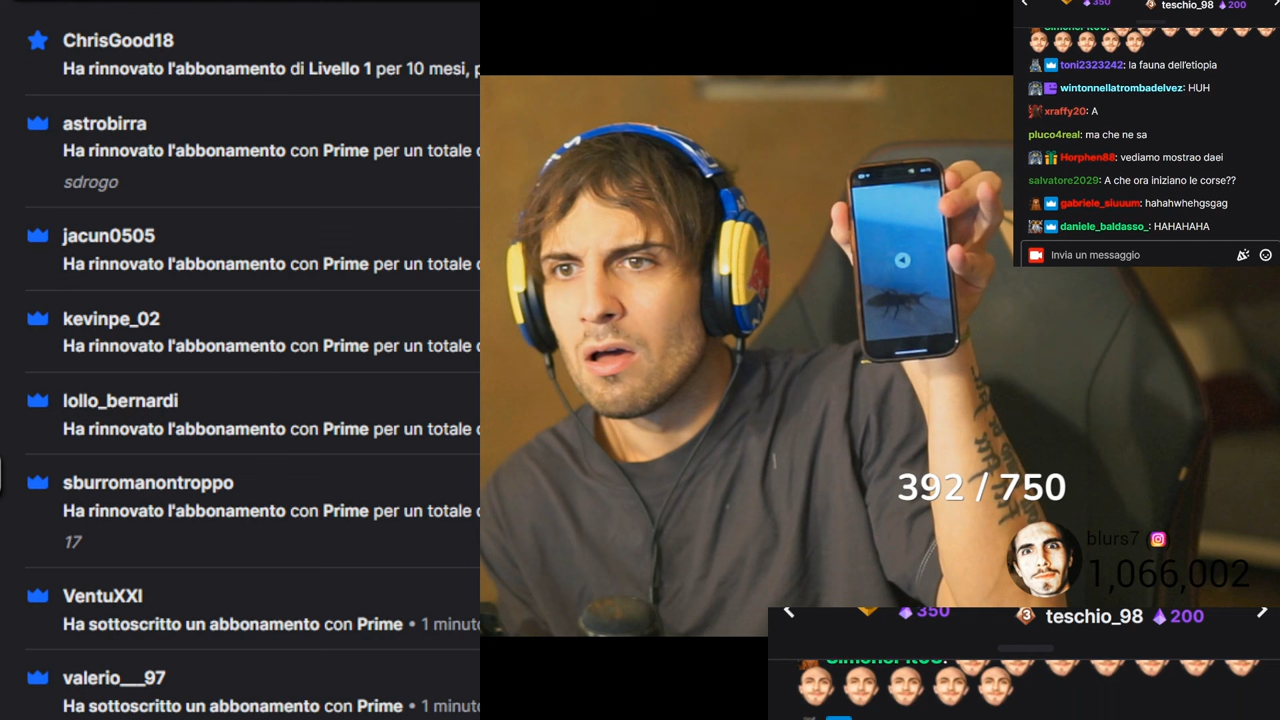 ChrisGood18
Ha rinnovato l'abbonamento di Livello 1 per 10 mesi, p
astrobirra
Ha rinnovato l'abbonamento con Prime per un totale
sdrogo
jacun0505
Ha rinnovato l'abbonamento con Prime per un totale
kevinpe_02
Ha rinnovato l'abbonamento con Prime per un totale
lollo_bernardi
Ha rinnovato l'abbonamento con Prime per un totale
sburromanontroppo
Ha rinnovato l'abbonamento con Prime per un totale
17
VentuXXI
Ha sottoscritto un abbonamento con Prime • 1 minuto
valerio___97
Ha sottoscritto un abbonamento con Prime • 1 minuto
350 3 teschio_98 200
toni2323242: la fauna dell'etiopia
wintonnellatrombadelvez: HUH
xraffy20: A
pluco4real: ma che ne sa
Horphen88: vediamo mostrao daei
salvatore2029: A che ora iniziano le corse??
gabriele_siuuum: hahahwhehgsgag
daniele_baldasso_: HAHAHAHA
Invia un messaggio
392 / 750
blurs7
1,066,002
350 3 teschio_98 200